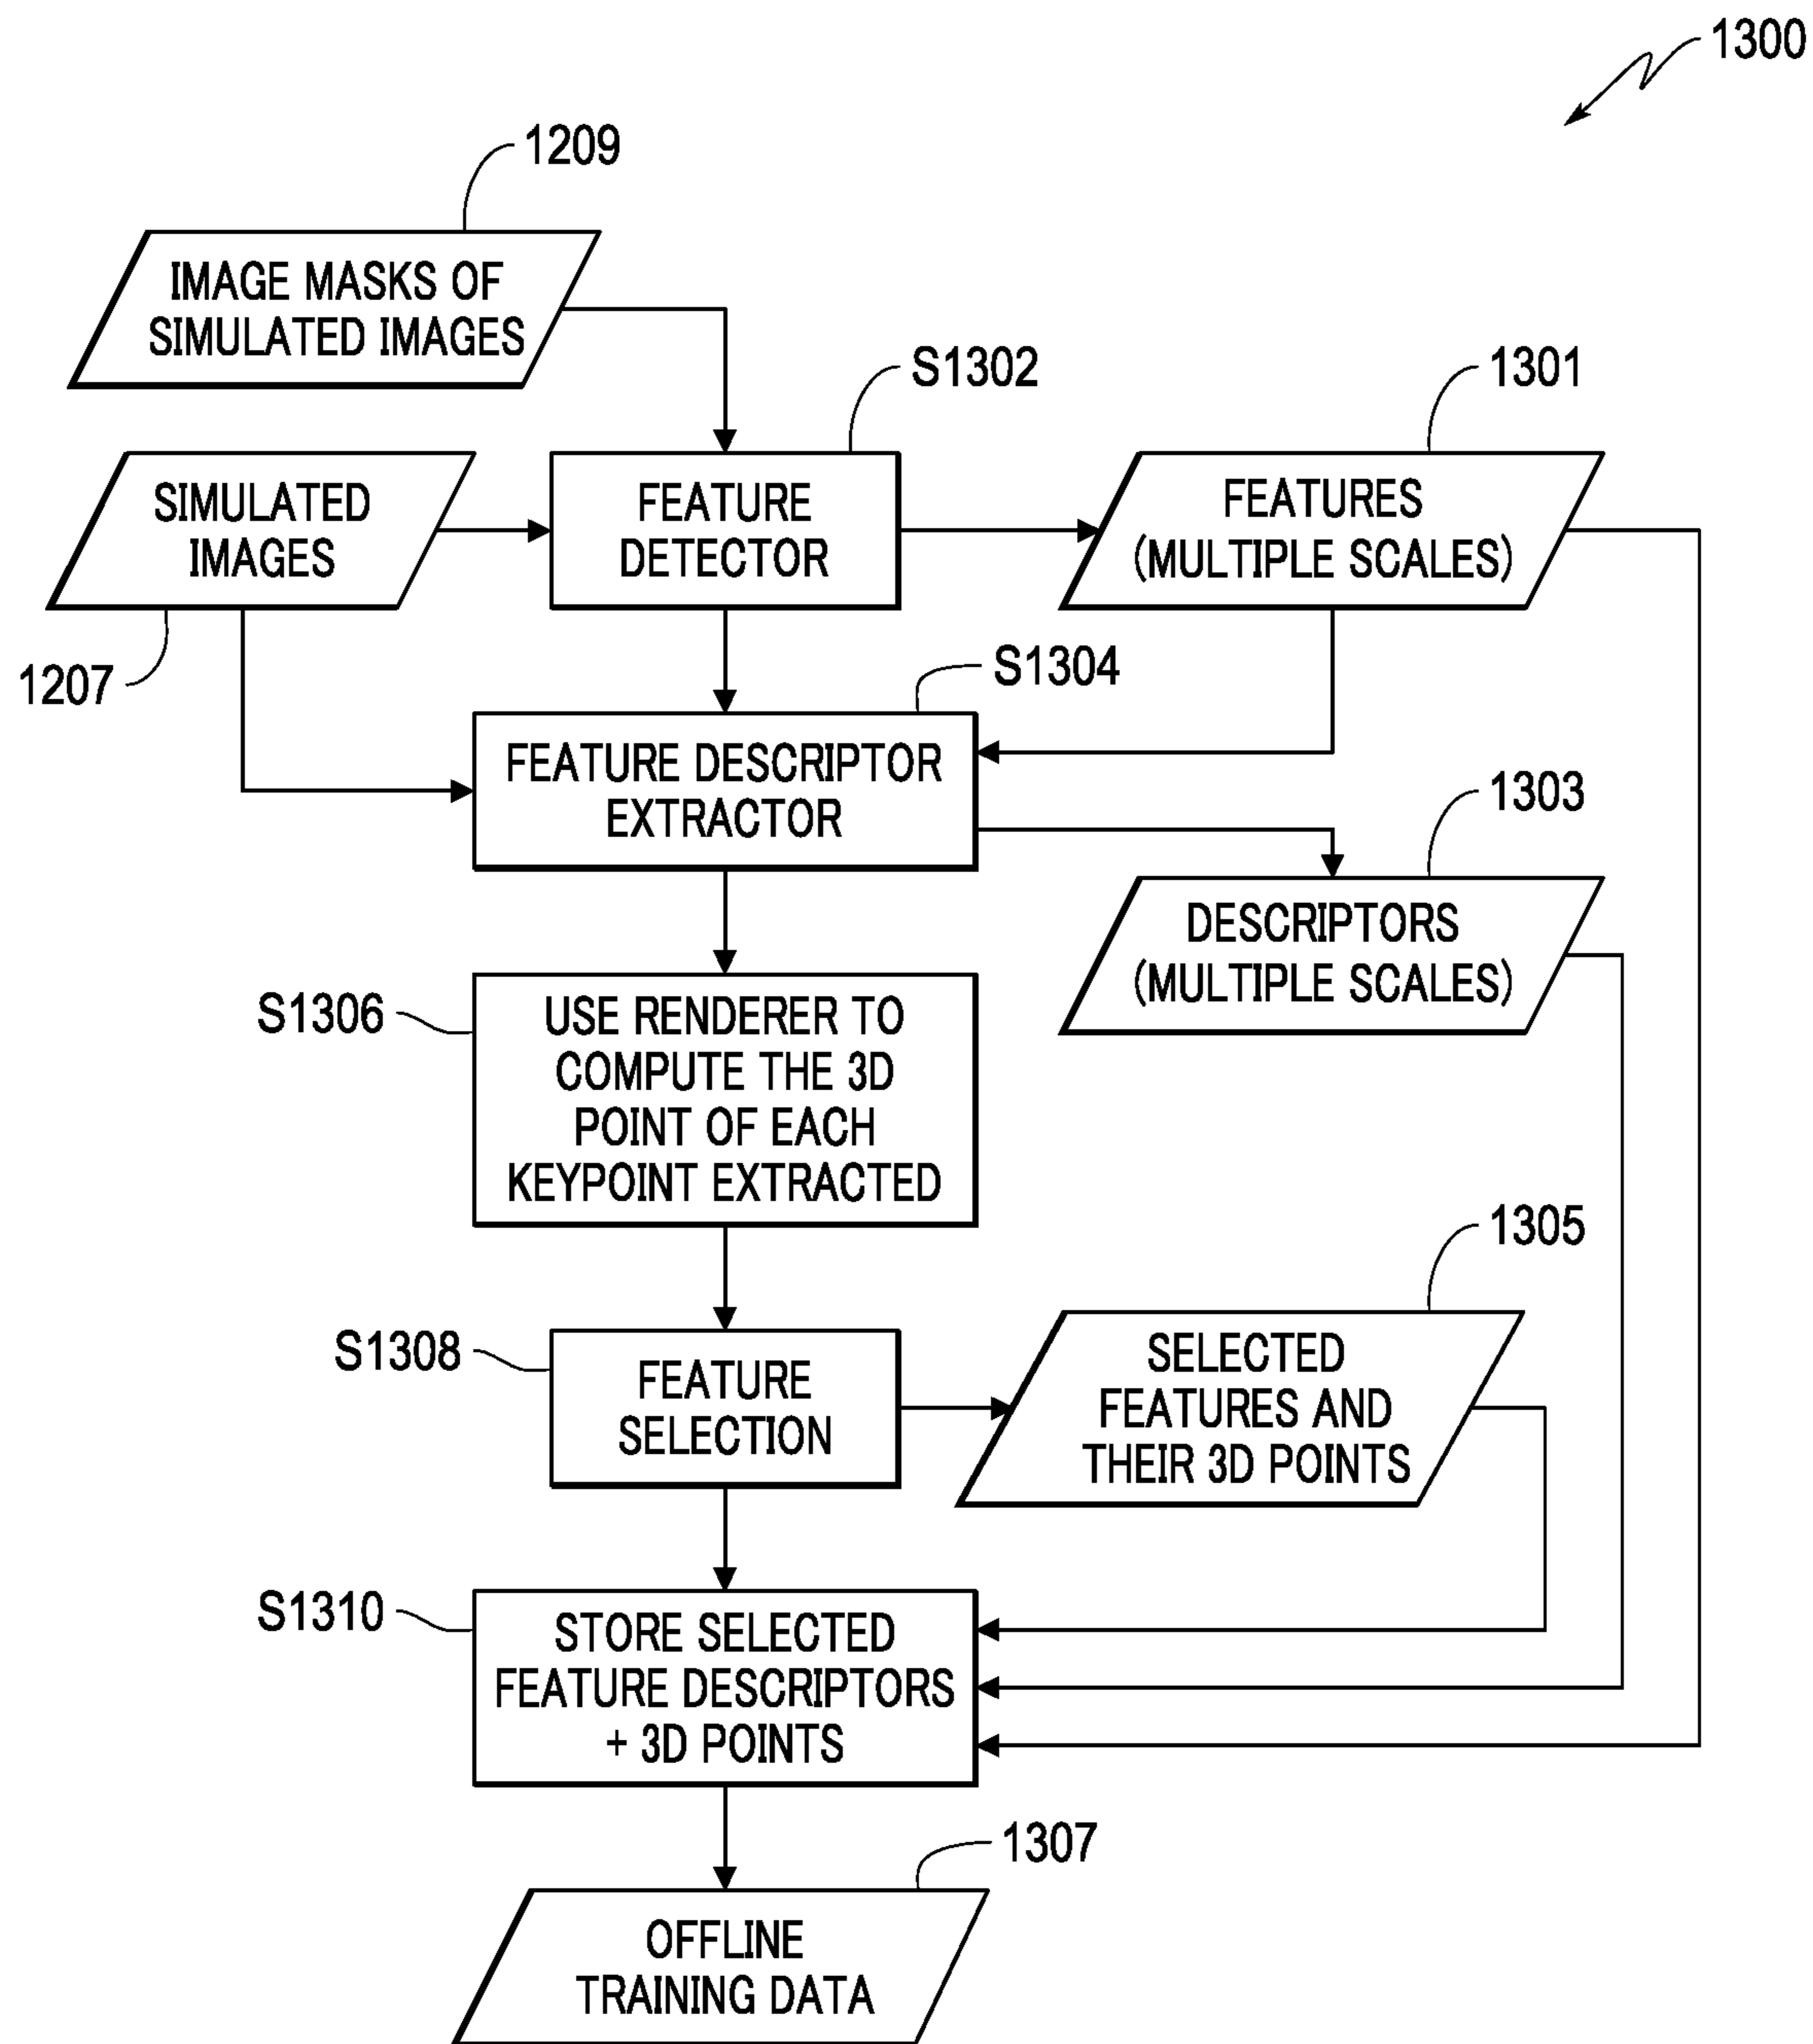 1300
1209
IMAGE MASKS OF
SIMULATED IMAGES
S1302
1301
SIMULATED
IMAGES
FEATURE
DETECTOR
FEATURES
(MULTIPLE SCALES)
1207
S1304
FEATURE DESCRIPTOR
EXTRACTOR
1303
DESCRIPTORS
(MULTIPLE SCALES)
S1306
USE RENDERER TO
COMPUTE THE 3D
POINT OF EACH
KEYPOINT EXTRACTED
1305
S1308
FEATURE
SELECTION
SELECTED
FEATURES AND
THEIR 3D POINTS
S1310
STORE SELECTED
FEATURE DESCRIPTORS
+ 3D POINTS
1307
OFFLINE
TRAINING DATA